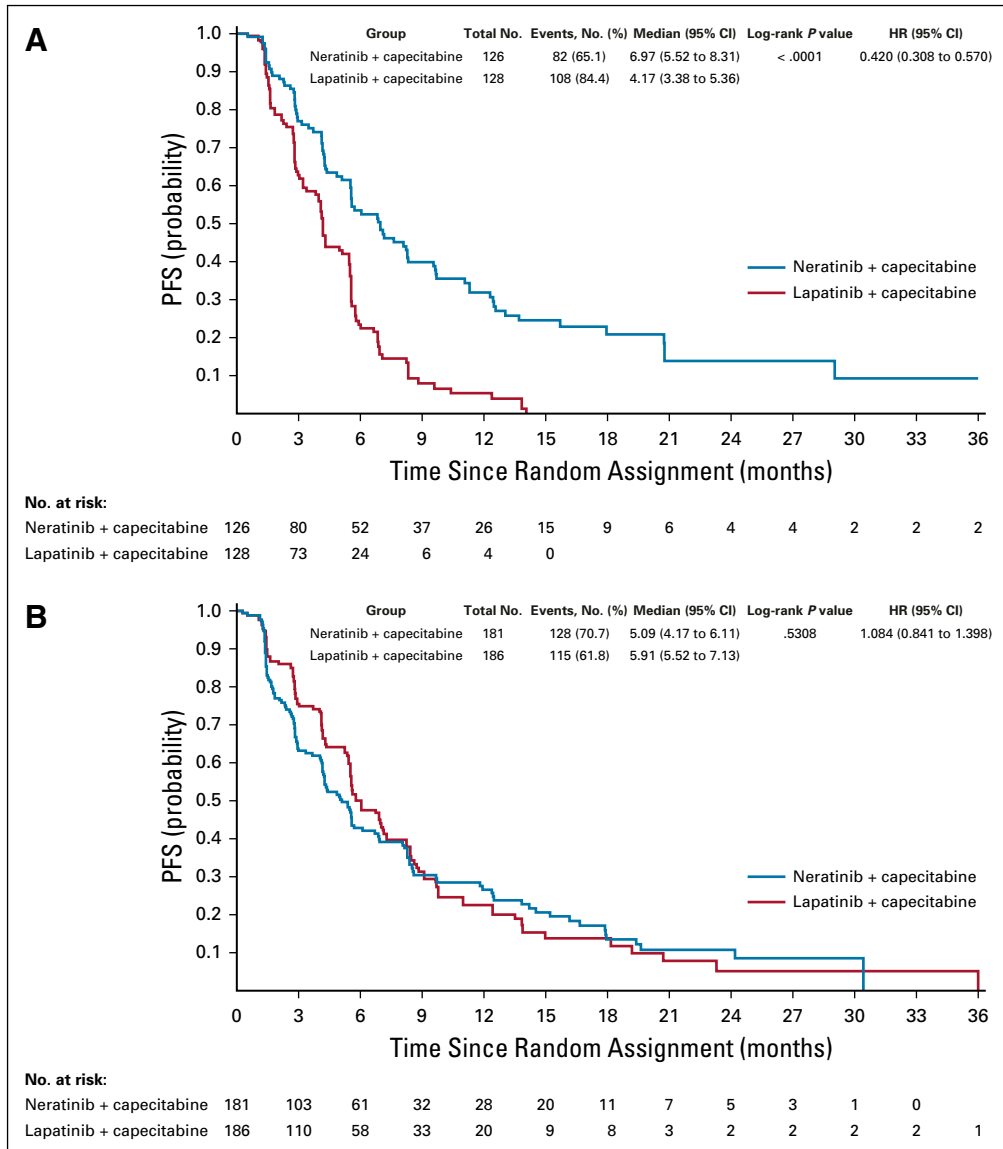 A
Group Total No. Events, No. (%) Median (95% CI) Log-rank P value HR (95% CI)
Neratinib + capecitabine 126 82 (65.1) 6.97 (5.52 to 8.31) < .0001 0.420 (0.308 to 0.570)
Lapatinib + capecitabine 128 108 (84.4) 4.17 (3.38 to 5.36)
PFS (probability)
1.0
0.9
0.8
0.7
0.6
0.5
0.4
0.3
0.2
0.1
Neratinib + capecitabine
Lapatinib + capecitabine
0 3 6 9 12 15 18 21 24 27 30 33 36
Time Since Random Assignment (months)
No. at risk:
Neratinib + capecitabine 126 80 52 37 26 15 9 6 4 4 2 2 2
Lapatinib + capecitabine 128 73 24 6 4 0
B
Group Total No. Events, No. (%) Median (95% CI) Log-rank P value HR (95% CI)
Neratinib + capecitabine 181 128 (70.7) 5.09 (4.17 to 6.11) .5308 1.084 (0.841 to 1.398)
Lapatinib + capecitabine 186 115 (61.8) 5.91 (5.52 to 7.13)
PFS (probability)
1.0
0.9
0.8
0.7
0.6
0.5
0.4
0.3
0.2
0.1
Neratinib + capecitabine
Lapatinib + capecitabine
0 3 6 9 12 15 18 21 24 27 30 33 36
Time Since Random Assignment (months)
No. at risk:
Neratinib + capecitabine 181 103 61 32 28 20 11 7 5 3 1 0
Lapatinib + capecitabine 186 110 58 33 20 9 8 3 2 2 2 2 1